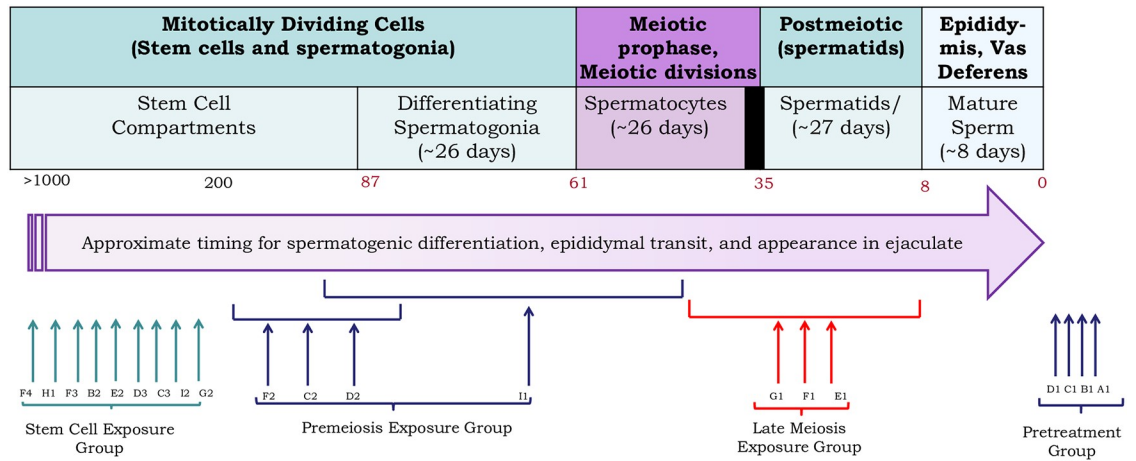 Mitotically Dividing Cells
(Stem cells and spermatogonia)
Meiotic
prophase,
Meiotic divisions
Postmeiotic
(spermatids)
Epididy-
mis, Vas
Deferens
Stem Cell
Compartments
Differentiating
Spermatogonia
(~26 days)
Spermatocytes
(~26 days)
Spermatids/
(~27 days)
Mature
Sperm
(~8 days)
>1000 200 87 61 35 8 0
Approximate timing for spermatogenic differentiation, epididymal transit, and appearance in ejaculate
F4 H1 F3 B2 E2 D3 C3 I2 G2
Stem Cell Exposure
Group
F2 C2 D2 I1
Premeiosis Exposure Group
G1 F1 E1
Late Meiosis
Exposure Group
D1 C1 B1 A1
Pretreatment
Group